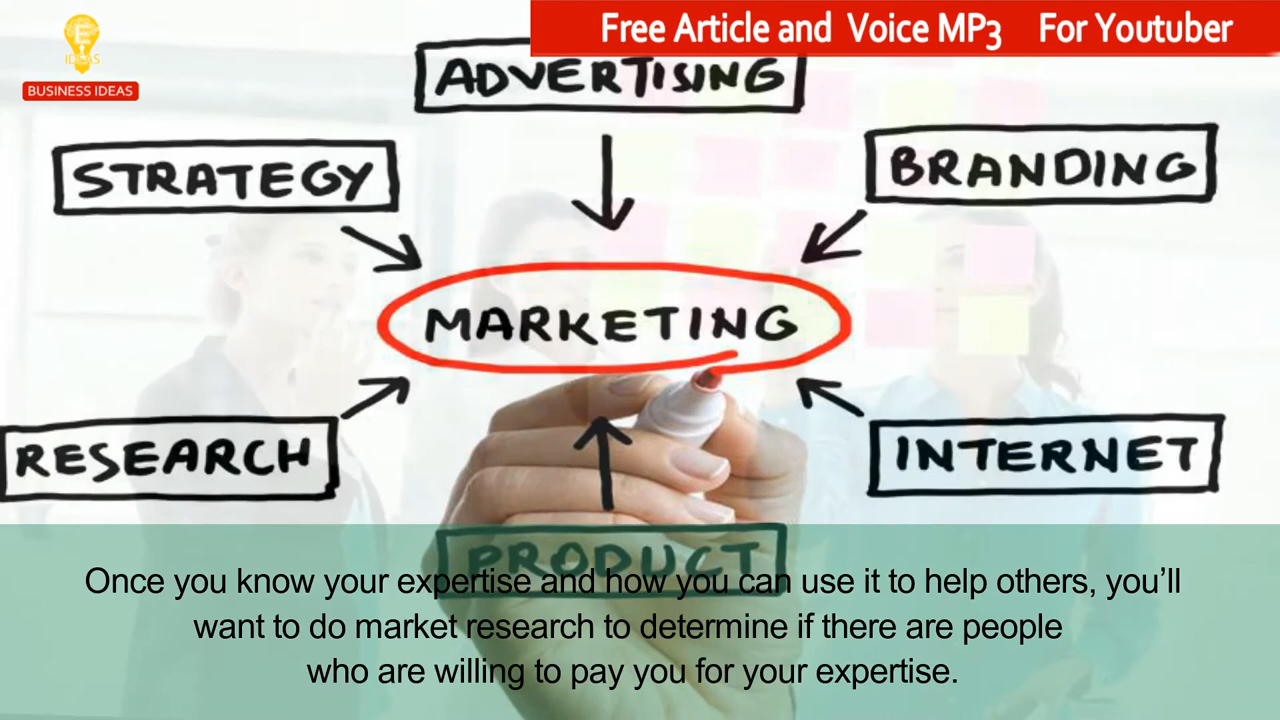 Free Article and Voice MP3 For Youtuber
E
IDEAS
BUSINESS IDEAS
ADVERTISING
STRATEGY
BRANDING
MARKETING
RESEARCH
INTERNET
PRODUCT
Once you know your expertise and how you can use it to help others, you’ll
want to do market research to determine if there are people
who are willing to pay you for your expertise.